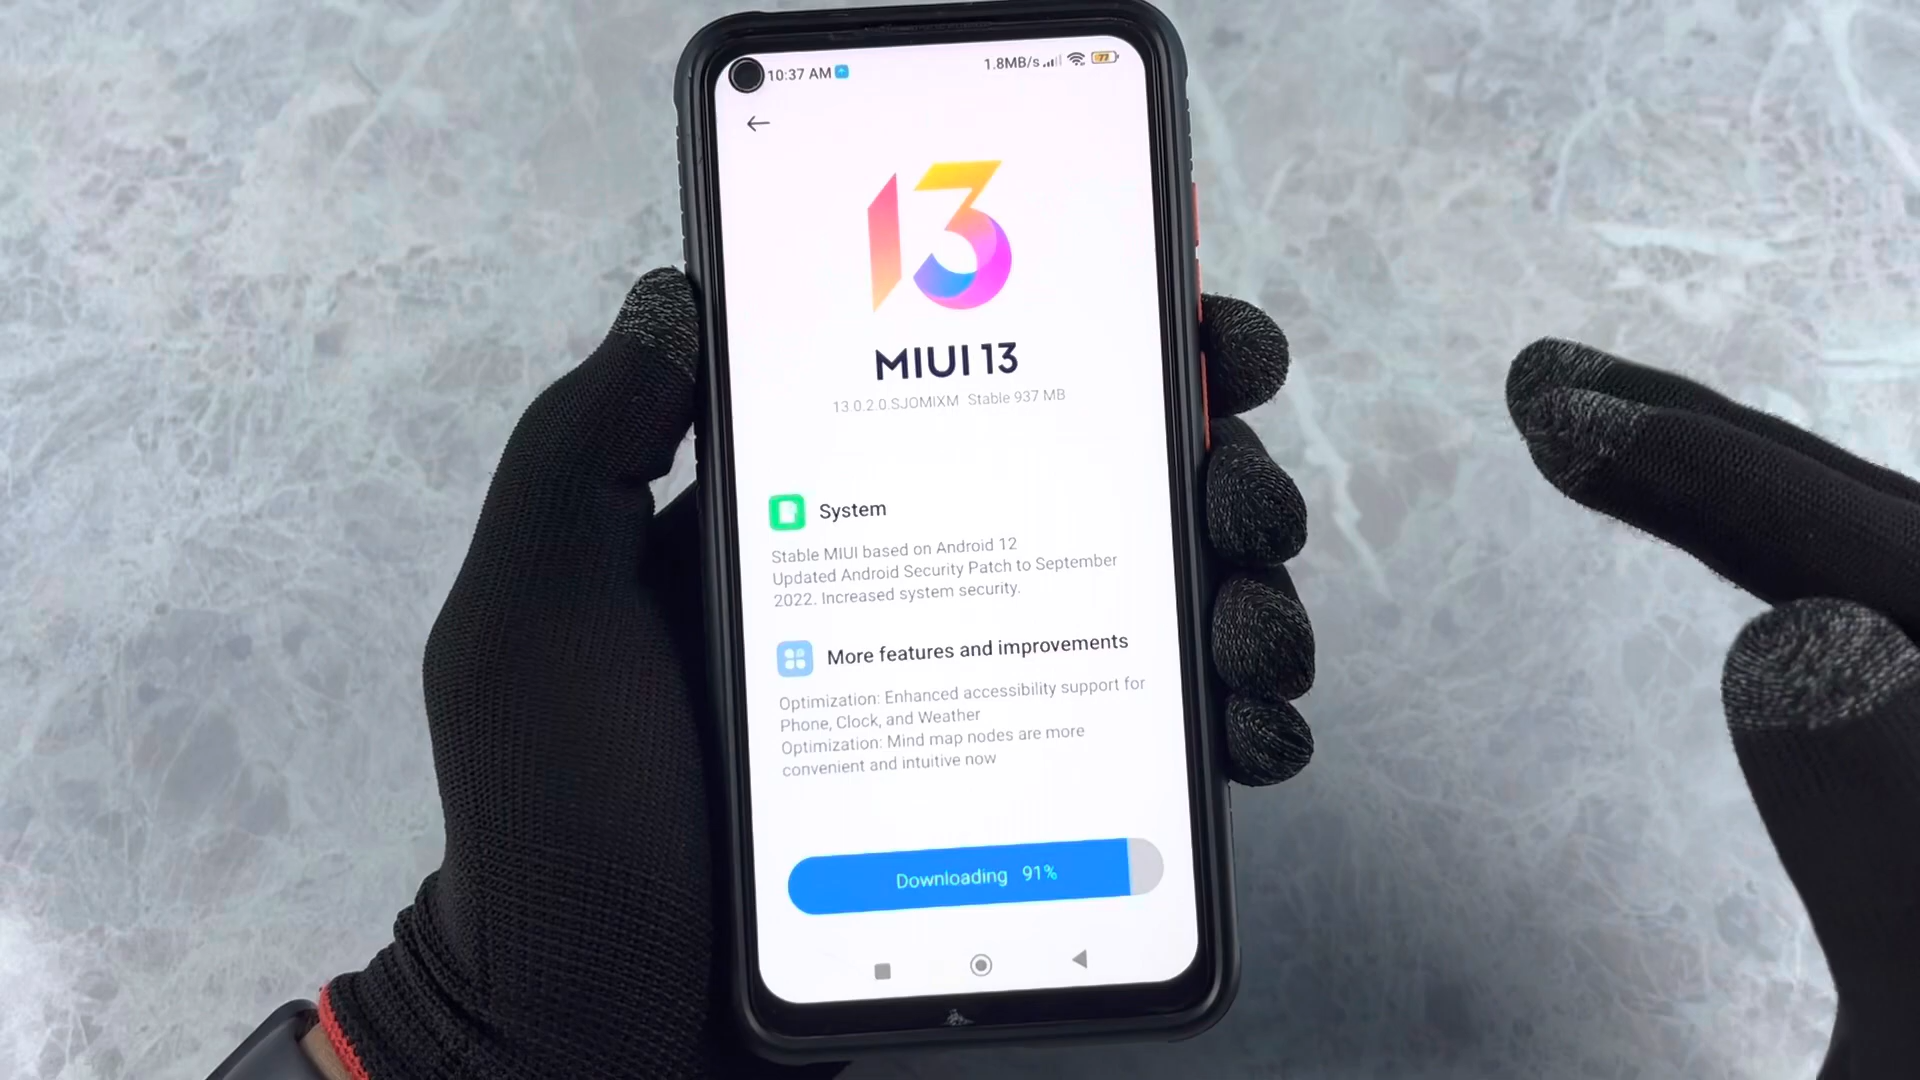 10:37 AM
1.8MB/s 77
13
MIUI 13
13.0.2.0.SJOMIXM Stable 937 MB
System
Stable MIUI based on Android 12
Updated Android Security Patch to September
2022. Increased system security.
More features and improvements
Optimization: Enhanced accessibility support for
Phone, Clock, and Weather
Optimization: Mind map nodes are more
convenient and intuitive now
Downloading 91%